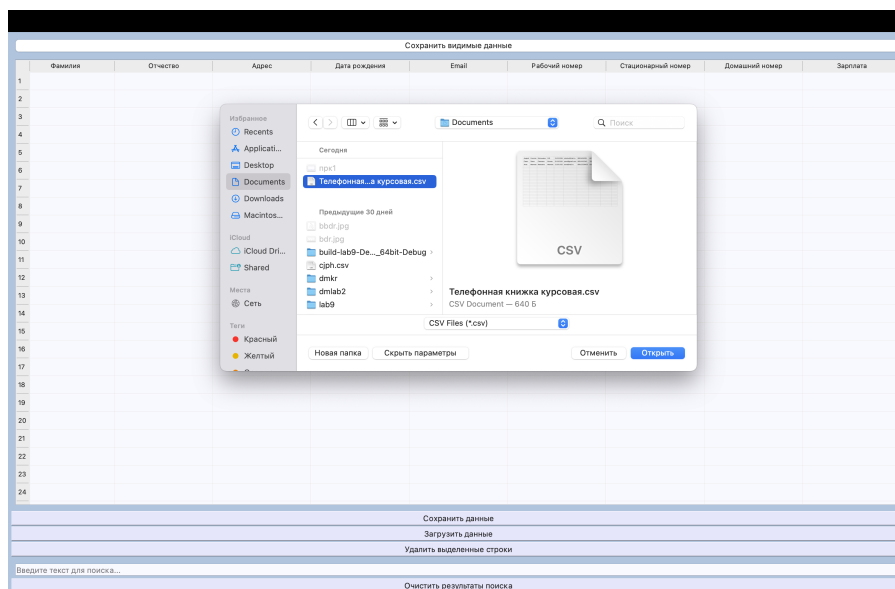 Сохранить видимые данные
Фамилия Отчество Адрес Дата рождения Email Рабочий номер Стационарный номер Домашний номер Зарплата
1
2
3
4
5
6
7
8
9
10
11
12
13
14
15
16
17
18
19
20
21
22
23
24
Избранное
Recents
Applicati...
Desktop
Documents
Downloads
Macintos...
iCloud
iCloud Dri...
Shared
Места
Сеть
Таги
Красный
Желтый
Documents
Поиск
Сегодня
прк1
Телефонная...а курсовая.csv
Предыдущие 30 дней
bbdr.jpg
bdr.jpg
build-lab9-De..._64bit-Debug
cjph.csv
dmkr
dmlab2
lab9
CSV
Телефонная книжка курсовая.csv
CSV Document — 640 Б
CSV Files (*.csv)
Новая папка Скрыть параметры Отменить Открыть
Сохранить данные
Загрузить данные
Удалить выделенные строки
Введите текст для поиска...
Очистить результаты поиска